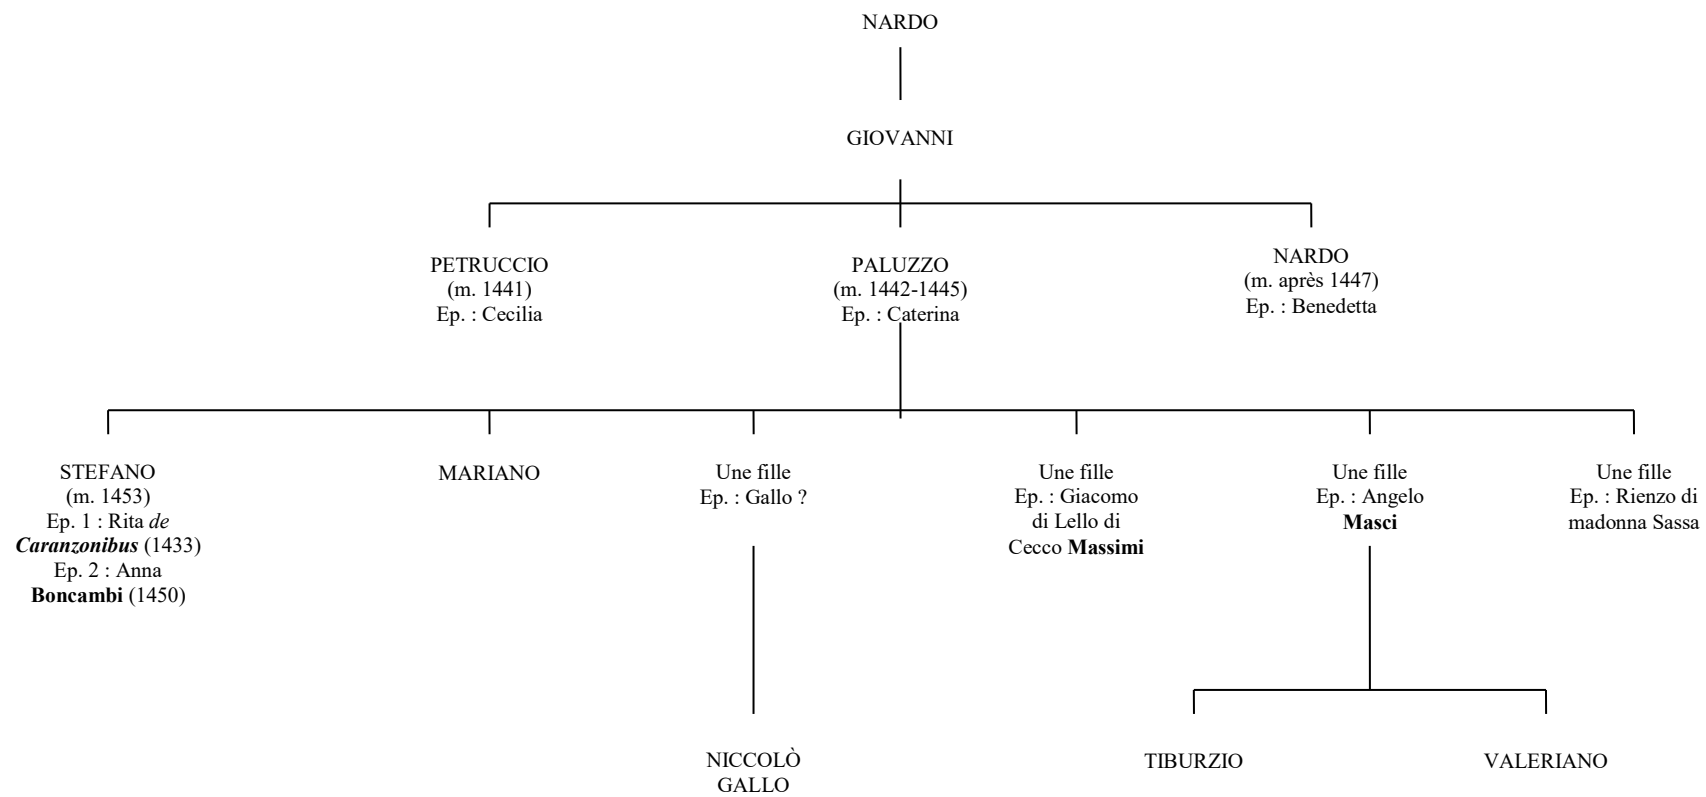 NARDO
GIOVANNI
PETRUCCIO
(m. 1441)
Ep. : Cecilia
PALUZZO
(m. 1442-1445)
Ep. : Caterina
NARDO
(m. après 1447)
Ep. : Benedetta
STEFANO
(m. 1453)
Ep. 1 : Rita de
Caranzonibus (1433)
Ep. 2 : Anna
Boncambi (1450)
MARIANO
Une fille
Ep. : Gallo ?
Une fille
Ep. : Giacomo
di Lello di
Cecco Massimi
Une fille
Ep. : Angelo
Masci
Une fille
Ep. : Rienzo di
madonna Sassa
NICCOLÒ
GALLO
TIBURZIO
VALERIANO